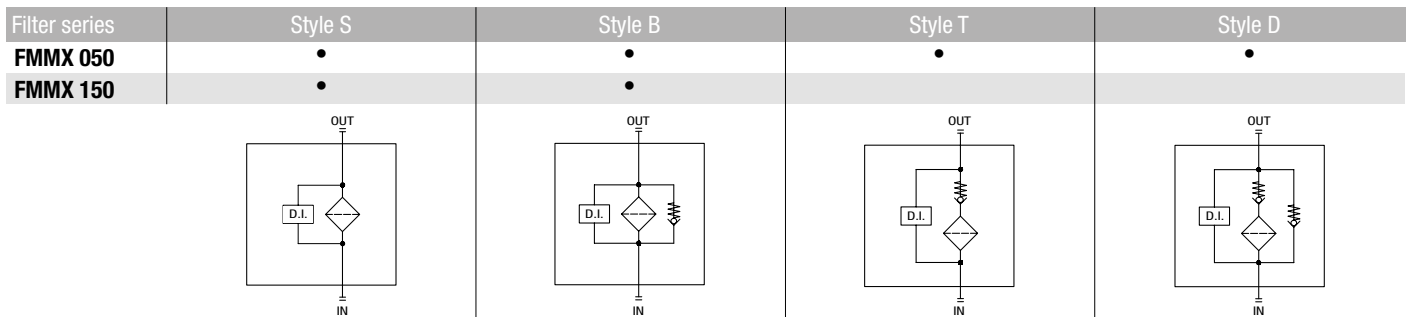 Filter series Style S Style B Style T Style D
FMMX 050 • • • •
FMMX 150 • •
OUT OUT OUT OUT
D.I. D.I. D.I. D.I.
IN IN IN IN